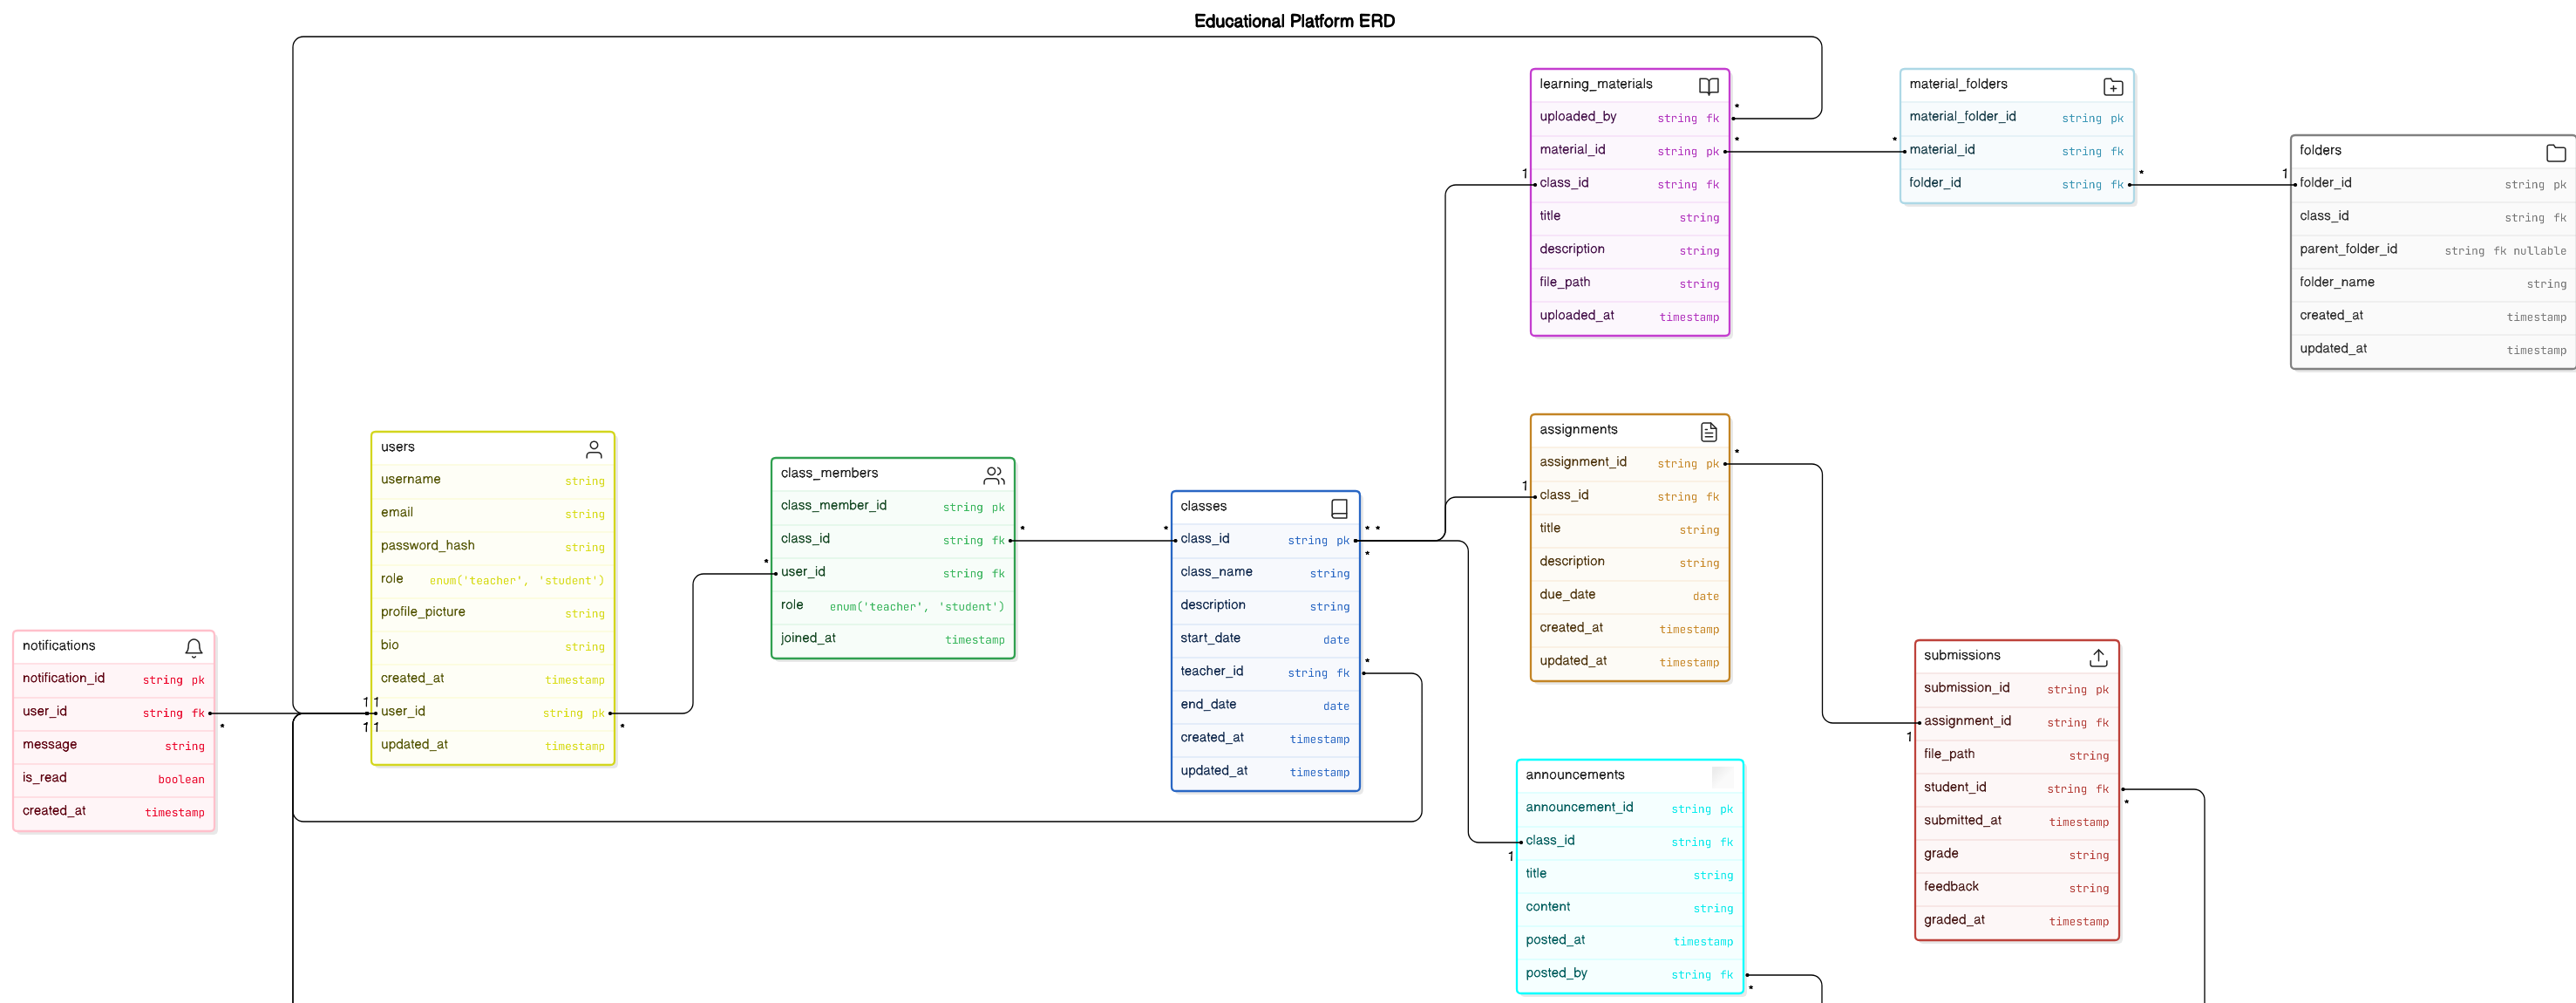 Educational Platform ERD
learning_materials
uploaded_by string fk *
material_id string pk *
1 class_id string fk
title string
description string
file_path string
uploaded_at timestamp
material_folders
material_folder_id string pk
* material_id string fk
folder_id string fk *
folders
1 folder_id string pk
class_id string fk
parent_folder_id string fk nullable
folder_name string
created_at timestamp
updated_at timestamp
users
username string
email string
password_hash string
role enum('teacher', 'student')
profile_picture string
bio string
created_at timestamp
1 1
user_id string pk *
1 1
updated_at timestamp
class_members
class_member_id string pk
class_id string fk *
* user_id string fk
role enum('teacher', 'student')
joined_at timestamp
classes
* class_id string pk * *
*
class_name string
description string
start_date date
teacher_id string fk *
end_date date
created_at timestamp
updated_at timestamp
assignments
assignment_id string pk *
1 class_id string fk
title string
description string
due_date date
created_at timestamp
updated_at timestamp
notifications
notification_id string pk
user_id string fk *
message string
is_read boolean
created_at timestamp
submissions
submission_id string pk
assignment_id string fk
1
file_path string
student_id string fk *
submitted_at timestamp
grade string
feedback string
graded_at timestamp
announcements
announcement_id string pk
class_id string fk
1
title string
content string
posted_at timestamp
posted_by string fk *